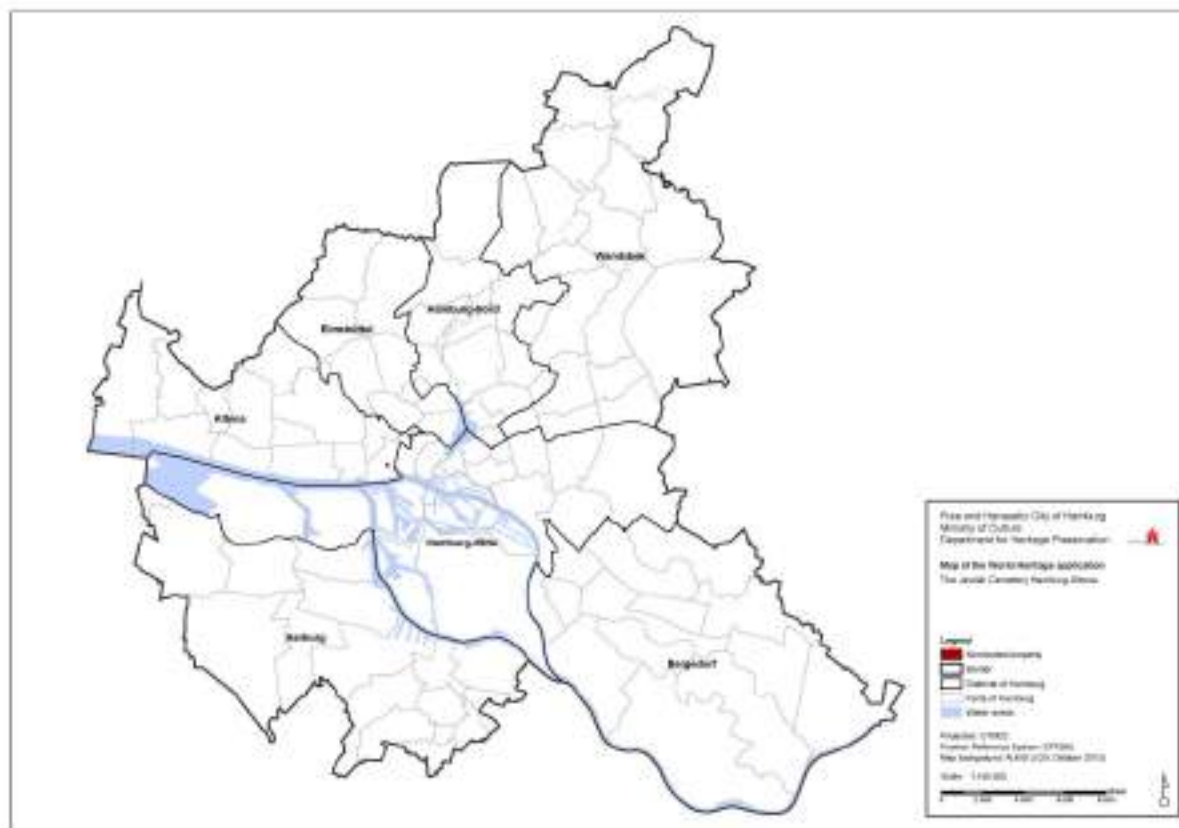 Wandsbek
Hamburg-Nord
Eimsbüttel
Altona
Hamburg-Mitte
Harburg
Bergedorf
Free and Hanseatic City of Hamburg
Ministry of Culture
Department for Heritage Preservation
Map of the World Heritage application
The Jewish Cemetery Hamburg-Altona
Legend
Border
Districts of Hamburg
Parts of Hamburg
Water areas
Scale
0